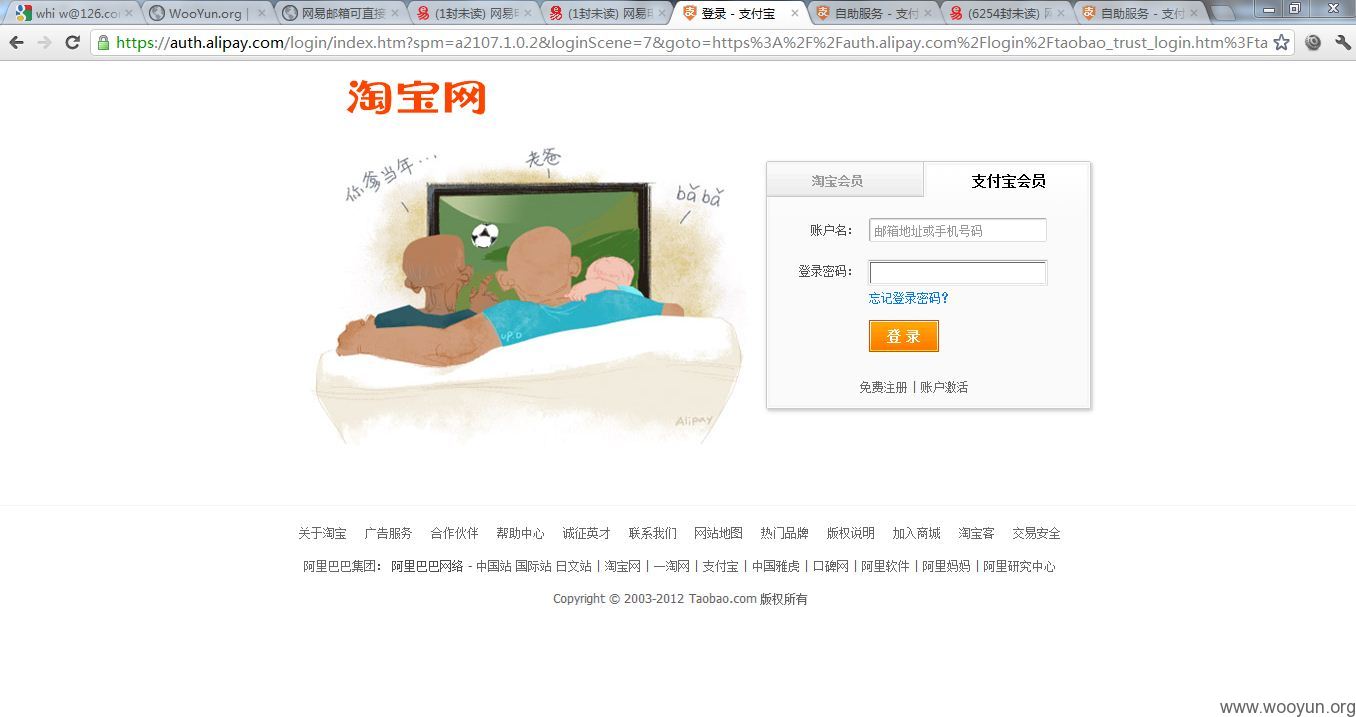 whi w@126.co
WooYun.org |
网易邮箱可直接
(1封未读) 网易
(1封未读) 网易
登录 - 支付宝
自助服务 - 支付
(6254封未读)
自助服务 - 支付
https://auth.alipay.com/login/index.htm?spm=a2107.1.0.2&loginScene=7&goto=https%3A%2F%2Fauth.alipay.com%2Flogin%2Ftaobao_trust_login.htm%3Fta
淘宝网
你爹当年…
老爸
bǎ bǎ
up.D
Alipay
淘宝会员
支付宝会员
账户名：
邮箱地址或手机号码
登录密码：
忘记登录密码?
登 录
免费注册 | 账户激活
关于淘宝 广告服务 合作伙伴 帮助中心 诚征英才 联系我们 网站地图 热门品牌 版权说明 加入商城 淘宝客 交易安全
阿里巴巴集团： 阿里巴巴网络 - 中国站 国际站 日文站 | 淘宝网 | 一淘网 | 支付宝 | 中国雅虎 | 口碑网 | 阿里软件 | 阿里妈妈 | 阿里研究中心
Copyright © 2003-2012 Taobao.com 版权所有
www.wooyun.org